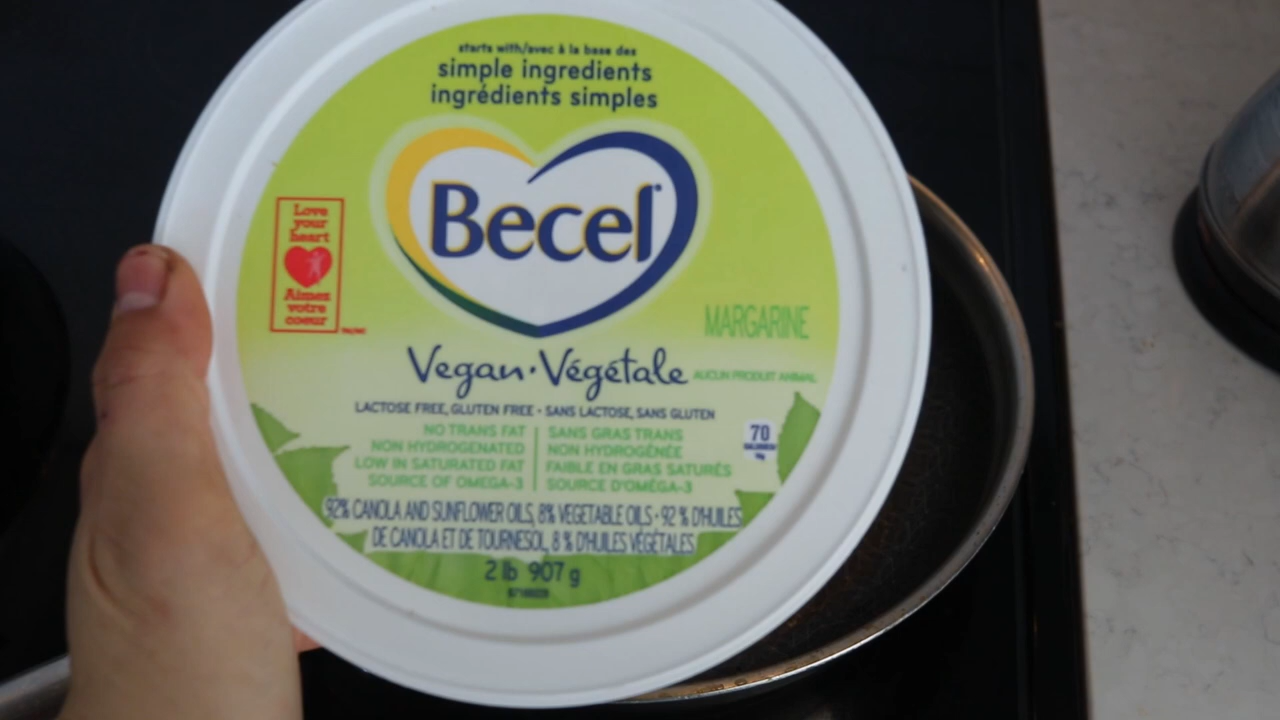 starts with/avec à la base des
simple ingredients
ingrédients simples
Becel
Love
your
heart
Aimez
votre
coeur
MARGARINE
Vegan·Végétale
AUCUN PRODUIT ANIMAL
LACTOSE FREE, GLUTEN FREE · SANS LACTOSE, SANS GLUTEN
NO TRANS FAT
NON HYDROGENATED
LOW IN SATURATED FAT
SOURCE OF OMEGA-3
SANS GRAS TRANS
NON HYDROGÉNÉE
FAIBLE EN GRAS SATURÉS
SOURCE D'OMÉGA-3
70
92% CANOLA AND SUNFLOWER OILS, 8% VEGETABLE OILS · 92 % D'HUILES
DE CANOLA ET DE TOURNESOL, 8 % D'HUILES VÉGÉTALES
2 lb 907 g